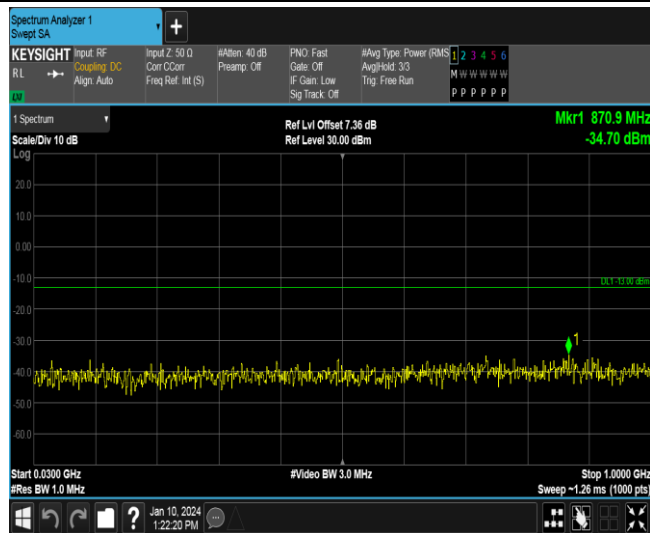 Spectrum Analyzer 1
Swept SA
+
KEYSIGHT Input: RF Input Z: 50 Ω #Atten: 40 dB PNO: Fast #Avg Type: Power (RMS 1 2 3 4 5 6
RL Coupling: DC Corr CCorr Preamp: Off Gate: Off Avg|Hold: 3/3 M W W W W W
Align: Auto Freq Ref: Int (S) IF Gain: Low Trig: Free Run P P P P P P
Sig Track: Off
1 Spectrum Ref Lvl Offset 7.36 dB Mkr1 870.9 MHz
Scale/Div 10 dB Ref Level 30.00 dBm -34.70 dBm
Log
20.0
10.0
0.00
-10.0
DL1 -13.00 dBm
-20.0
-30.0
1
-40.0
-50.0
-60.0
Start 0.0300 GHz #Video BW 3.0 MHz Stop 1.0000 GHz
#Res BW 1.0 MHz Sweep ~1.26 ms (1000 pts)
? Jan 10, 2024
1:22:20 PM